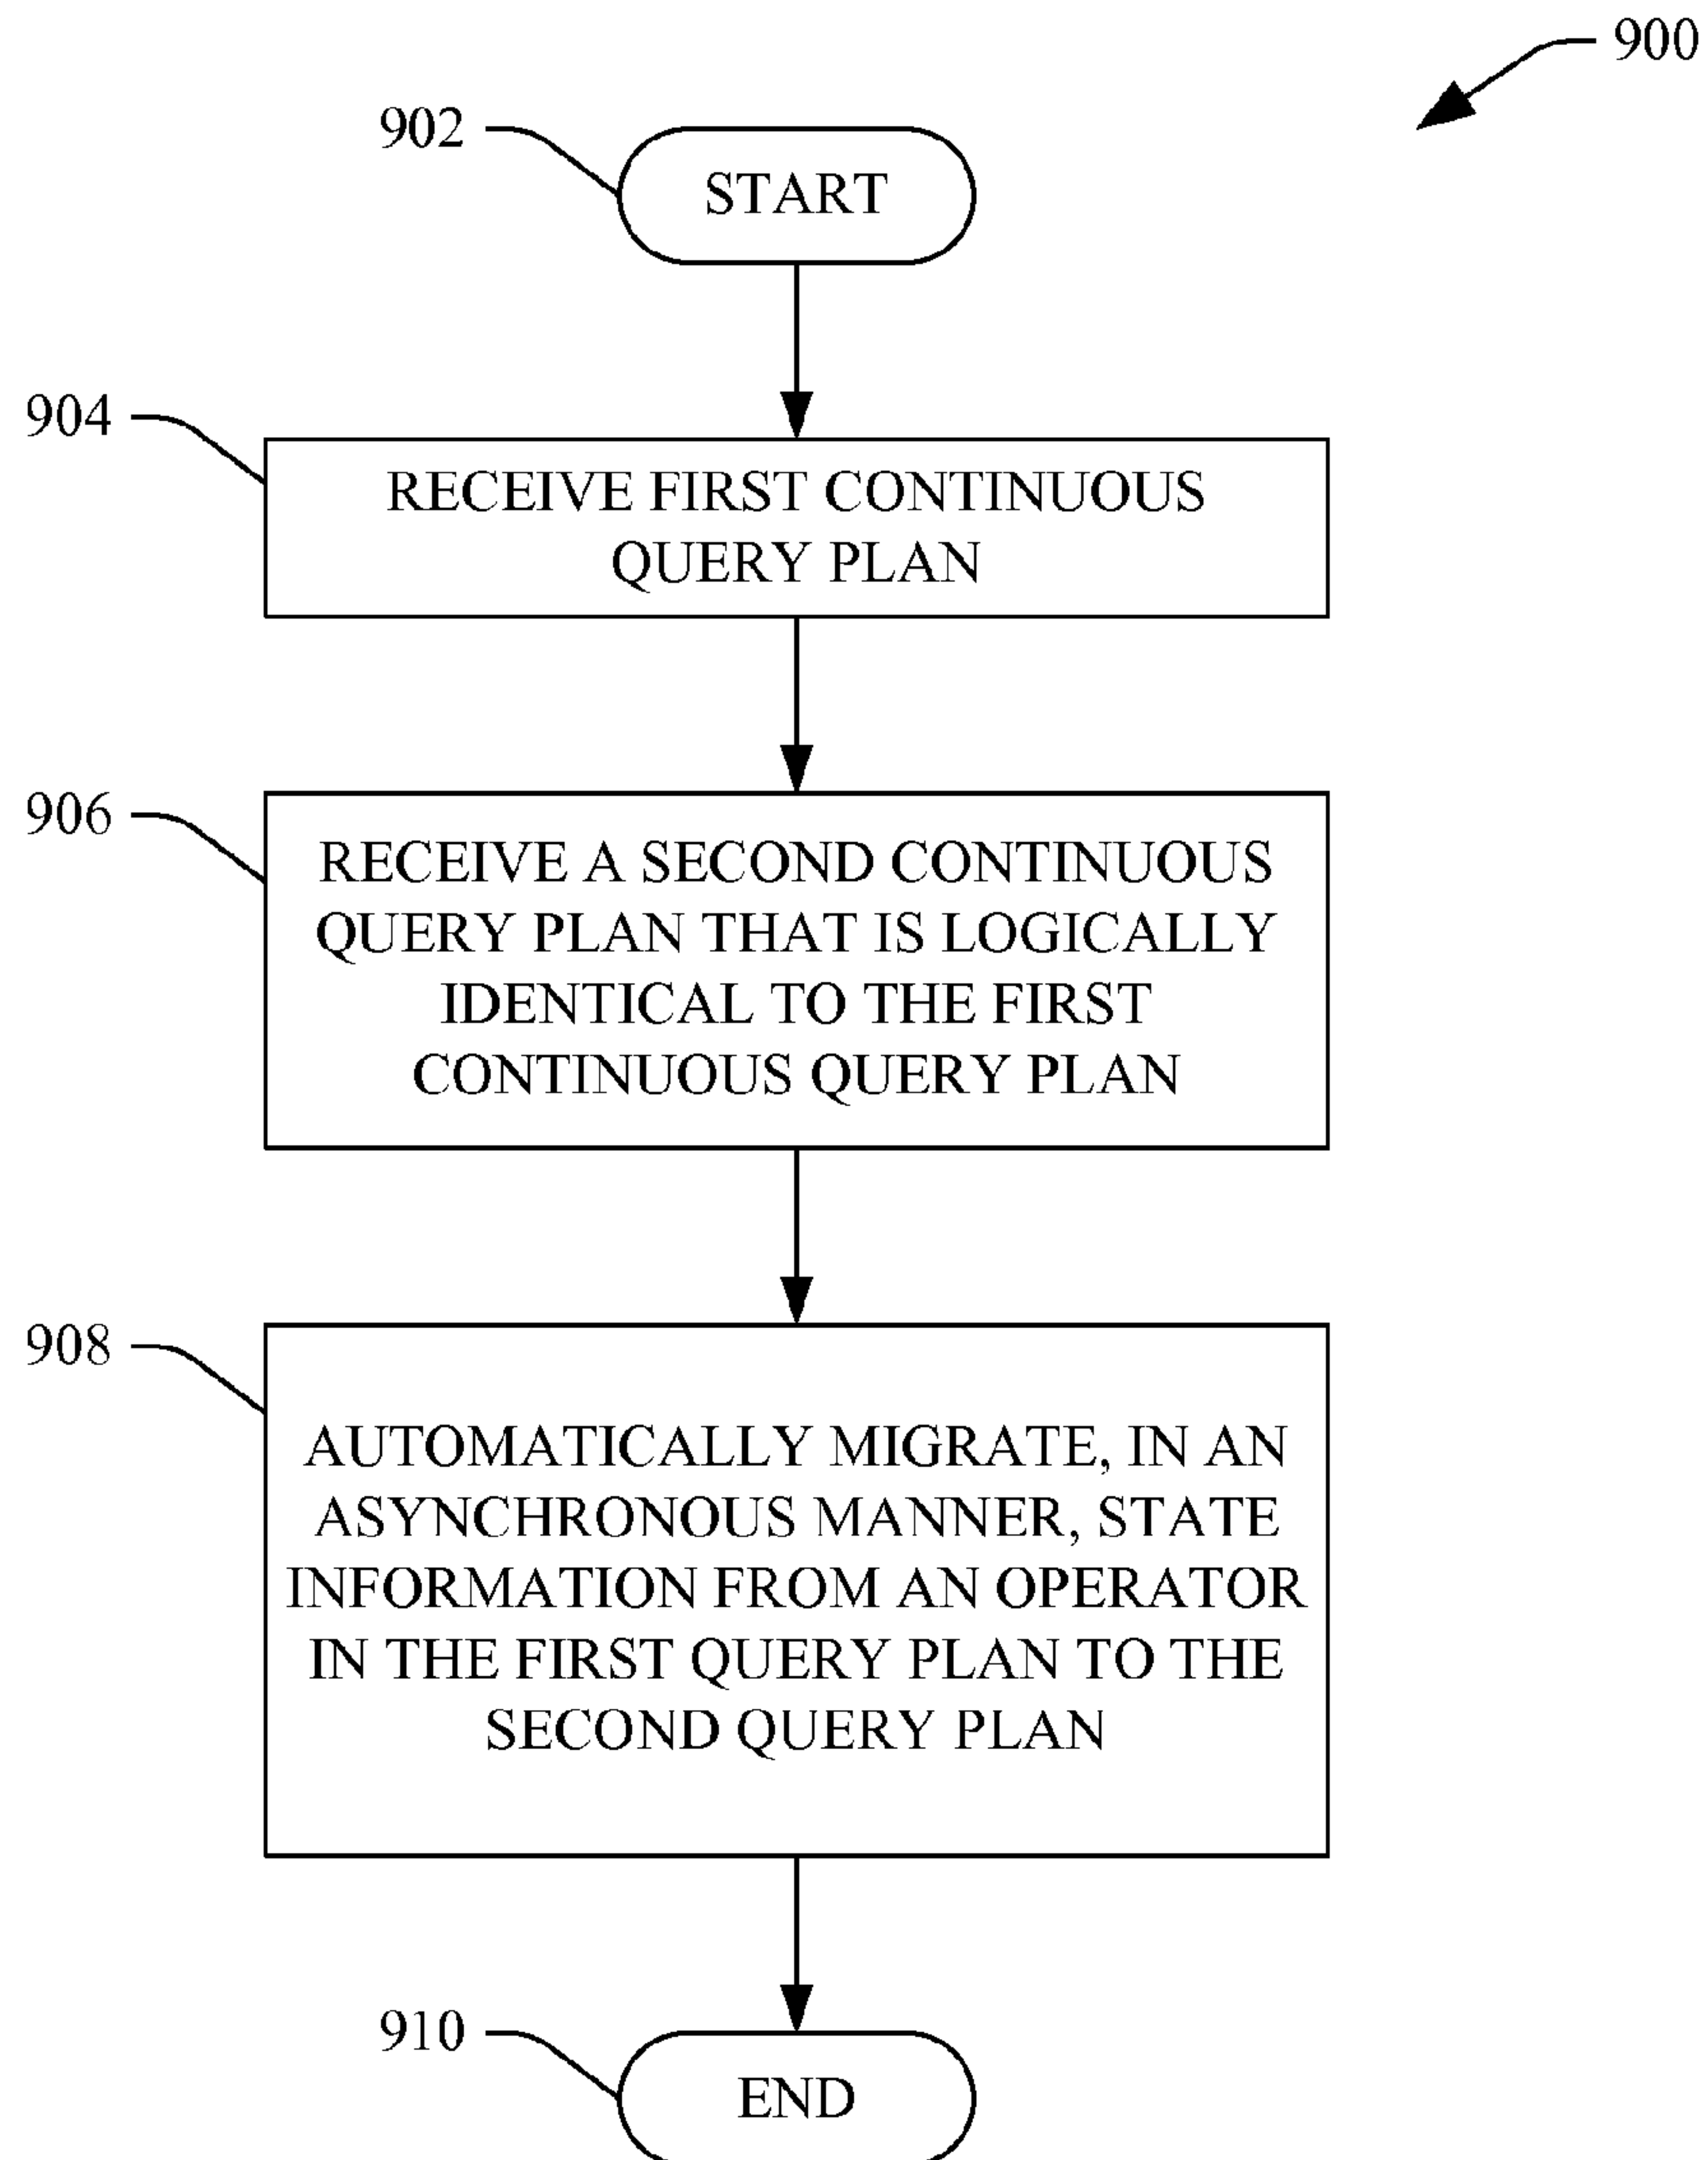 900
902
START
904
RECEIVE FIRST CONTINUOUS
QUERY PLAN
906
RECEIVE A SECOND CONTINUOUS
QUERY PLAN THAT IS LOGICALLY
IDENTICAL TO THE FIRST
CONTINUOUS QUERY PLAN
908
AUTOMATICALLY MIGRATE, IN AN
ASYNCHRONOUS MANNER, STATE
INFORMATION FROM AN OPERATOR
IN THE FIRST QUERY PLAN TO THE
SECOND QUERY PLAN
910
END